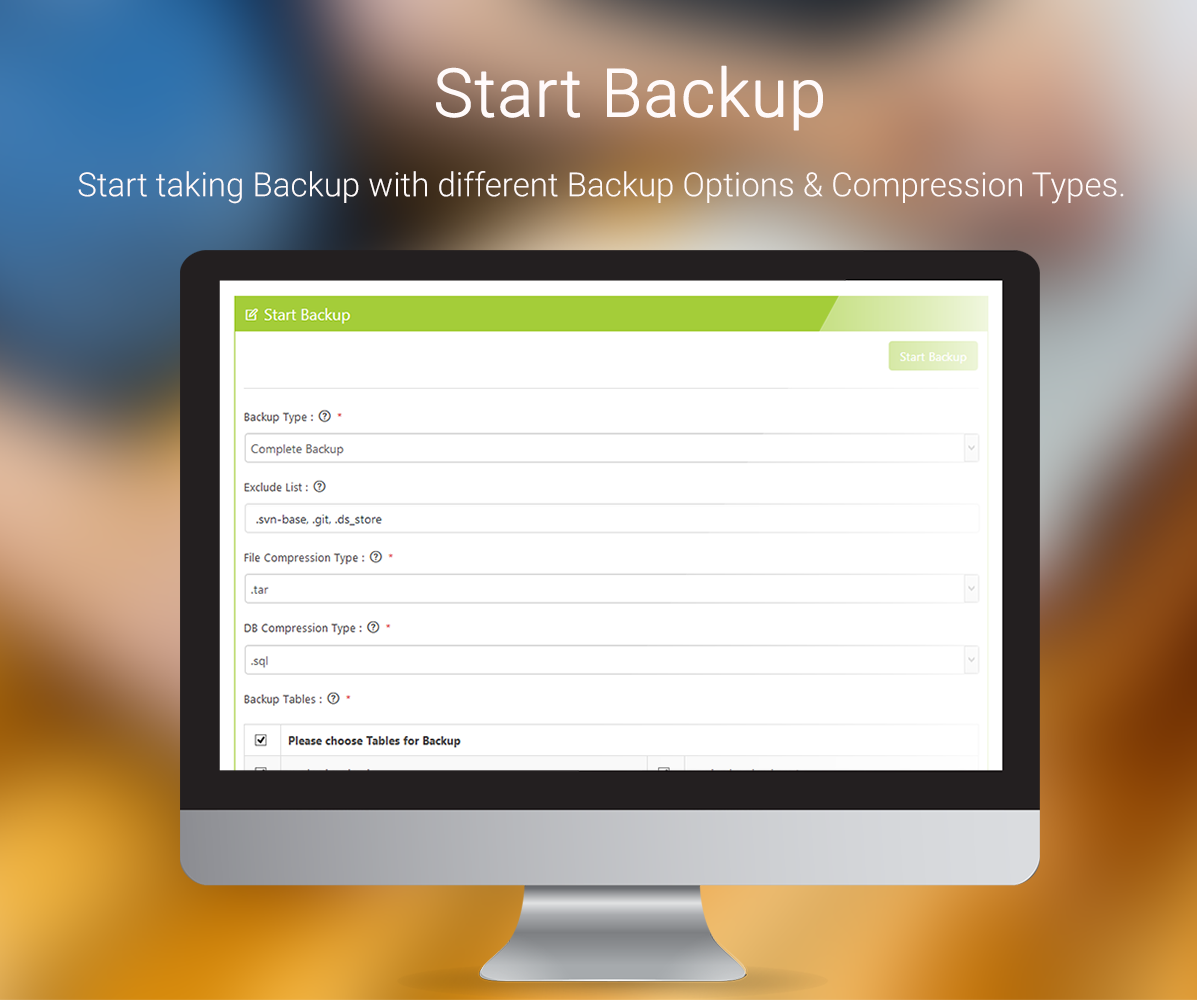 Start Backup
Start taking Backup with different Backup Options & Compression Types.
Start Backup
Start Backup
Backup Type : ? *
Complete Backup
Exclude List : ?
.svn-base, .git, .ds_store
File Compression Type : ? *
.tar
DB Compression Type : ? *
.sql
Backup Tables : ? *
Please choose Tables for Backup